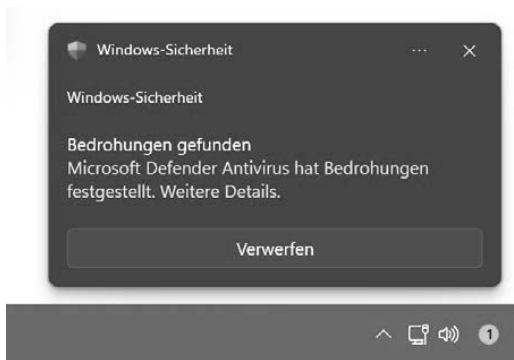 Windows-Sicherheit
Windows-Sicherheit
Bedrohungen gefunden
Microsoft Defender Antivirus hat Bedrohungen
festgestellt. Weitere Details.
Verwerfen
1